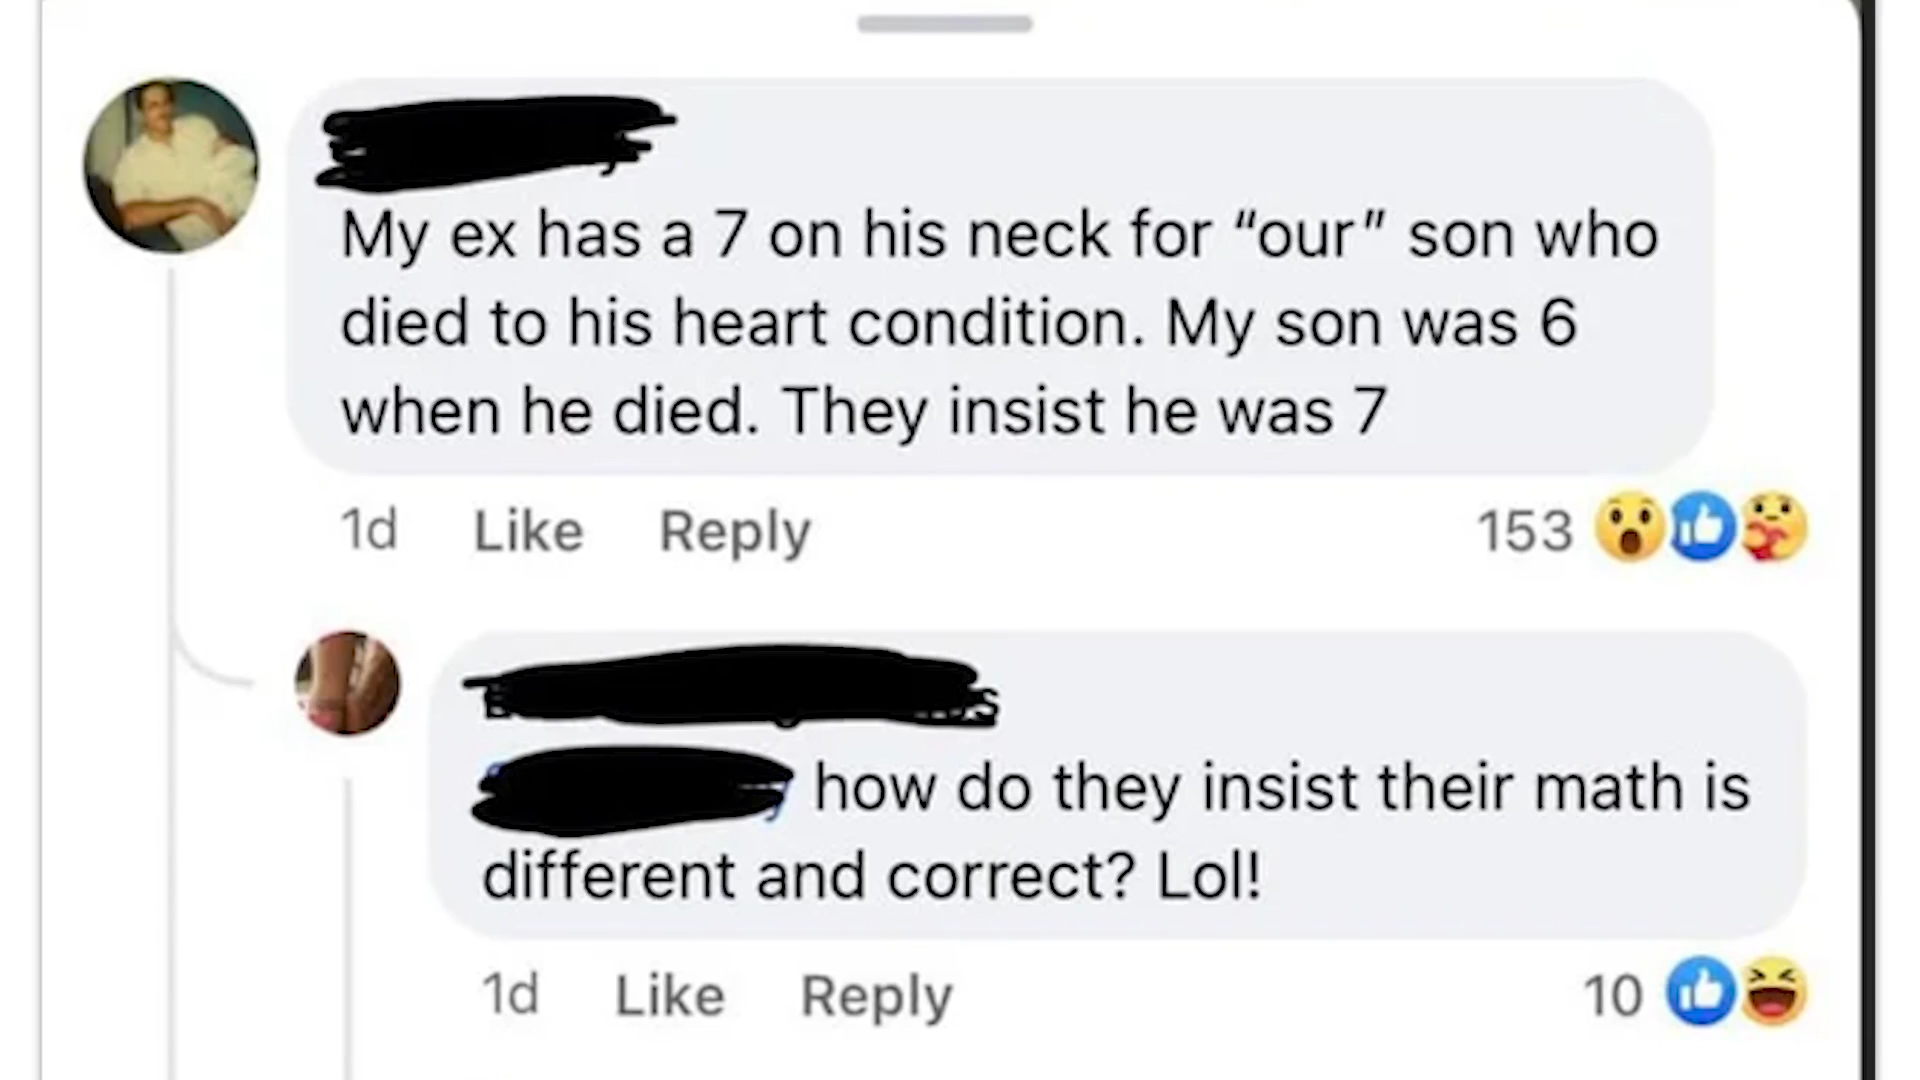 My ex has a 7 on his neck for “our” son who
died to his heart condition. My son was 6
when he died. They insist he was 7
1d Like Reply 153
how do they insist their math is
different and correct? Lol!
1d Like Reply 10